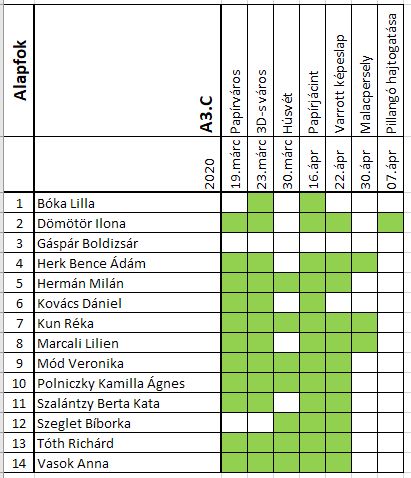 Alapfok
A3.C
Papírváros
3D-s város
Húsvét
Papírjácint
Varrott képeslap
Malacpersely
Pillangó hajtogatása
2020
19.márc
23.márc
30.márc
16.ápr
22.ápr
30.ápr
07.ápr
1 Bóka Lilla
2 Dömötör Ilona
3 Gáspár Boldizsár
4 Herk Bence Ádám
5 Hermán Milán
6 Kovács Dániel
7 Kun Réka
8 Marcali Lilien
9 Mód Veronika
10 Polniczky Kamilla Ágnes
11 Szalántzy Berta Kata
12 Szeglet Bíborka
13 Tóth Richárd
14 Vasok Anna